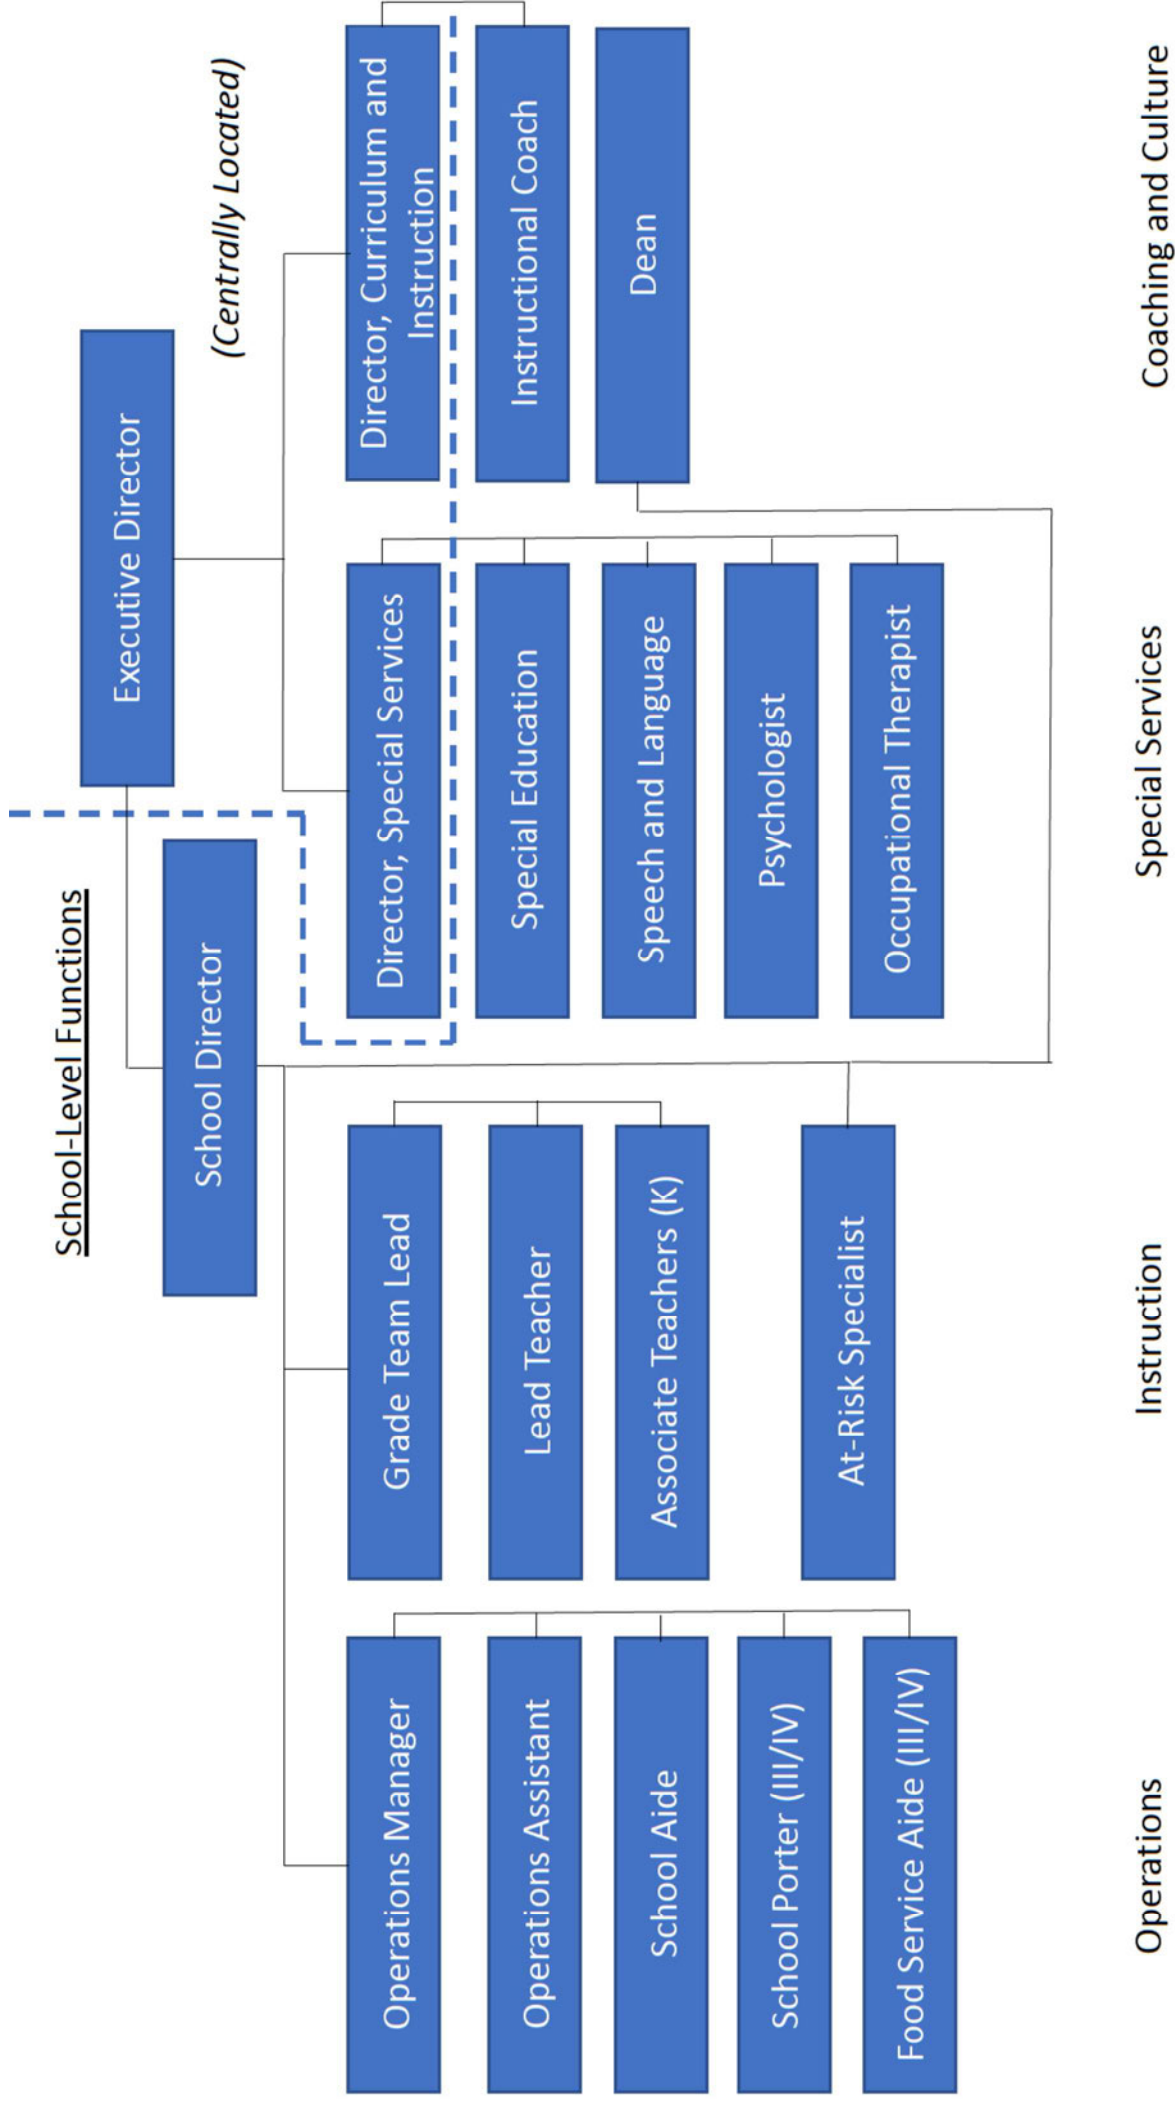 School-Level Functions
Executive Director
(Centrally Located)
School Director
Operations Manager
Grade Team Lead
Director, Special Services
Director, Curriculum and
Instruction
Operations Assistant
Lead Teacher
Special Education
Instructional Coach
School Aide
Associate Teachers (K)
Speech and Language
Dean
School Porter (III/IV)
Psychologist
Food Service Aide (III/IV)
At-Risk Specialist
Occupational Therapist
Operations
Instruction
Special Services
Coaching and Culture